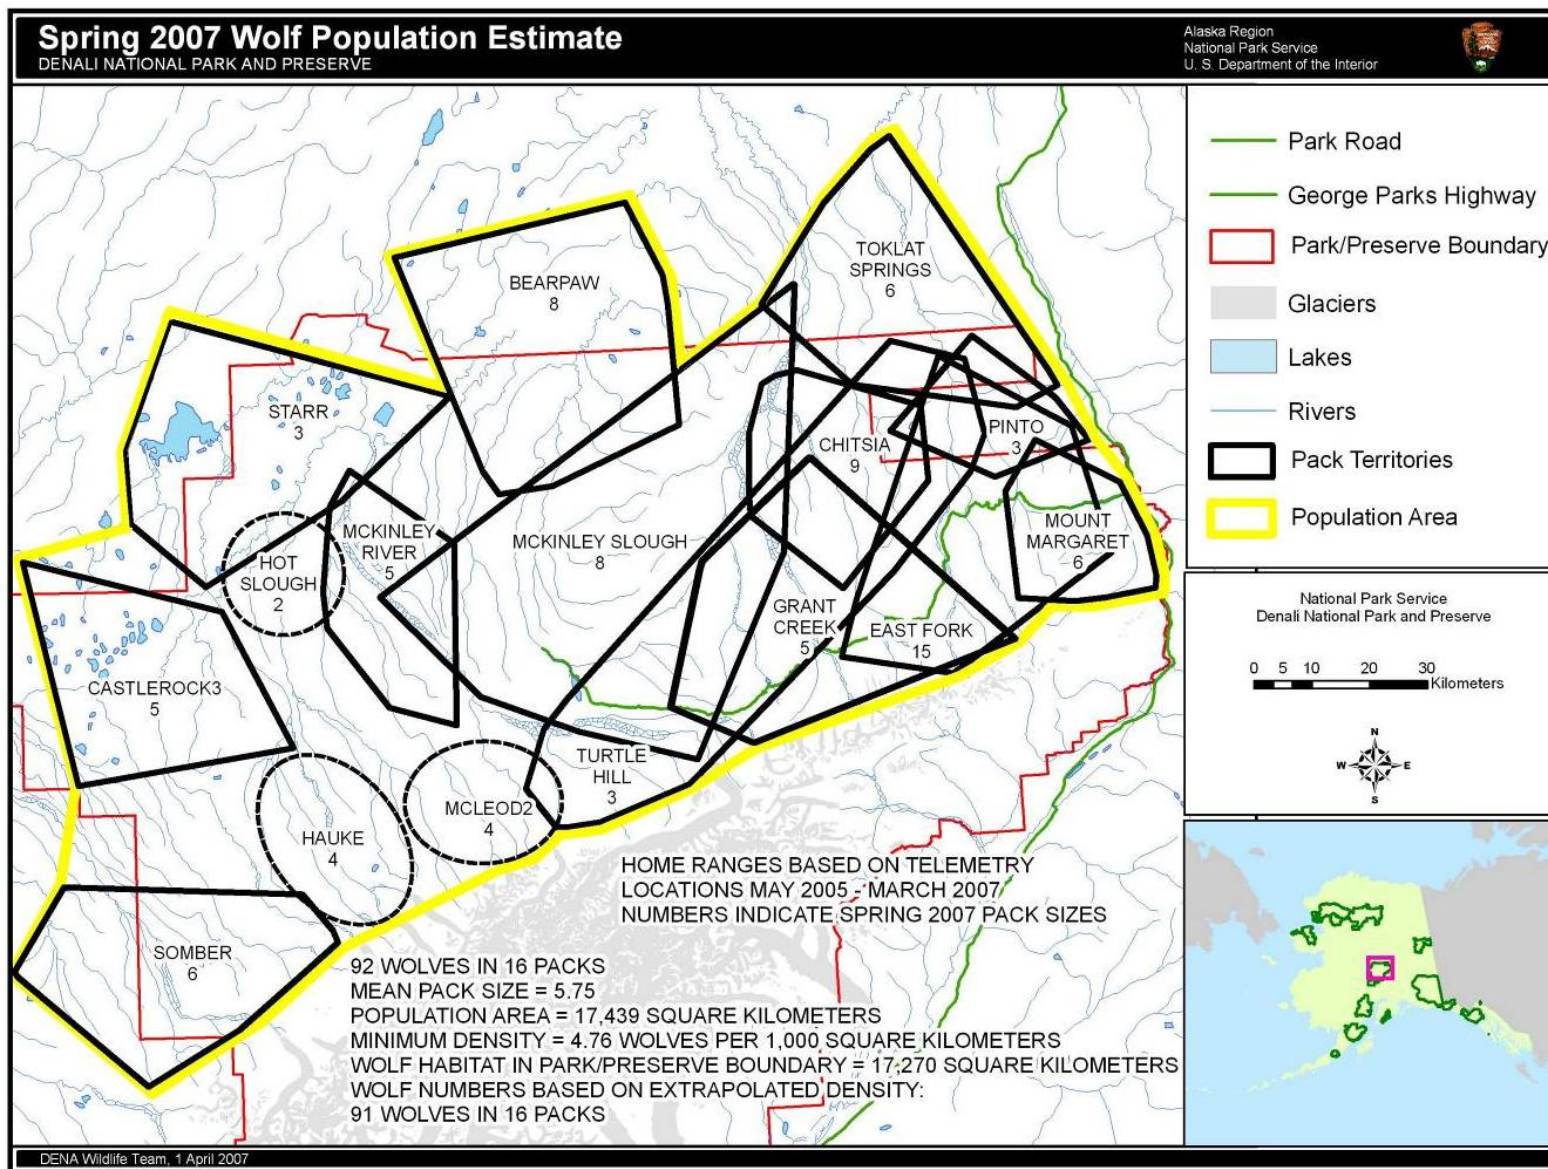 Spring 2007 Wolf Population Estimate
DENALI NATIONAL PARK AND PRESERVE
Alaska Region
National Park Service
U. S. Department of the Interior
TOKLAT
SPRINGS
6
BEARPAW
8
STARR
3
CHITSIA
9
PINTO
3
HOT
SLOUGH
2
MCKINLEY
RIVER
5
MCKINLEY SLOUGH
8
MOUNT
MARGARET
6
GRANT
CREEK
5
EAST FORK
15
CASTLEROCK3
5
TURTLE
HILL
3
MCLEOD2
4
HAUKE
4
SOMBER
6
HOME RANGES BASED ON TELEMETRY
LOCATIONS MAY 2005 - MARCH 2007
NUMBERS INDICATE SPRING 2007 PACK SIZES
92 WOLVES IN 16 PACKS
MEAN PACK SIZE = 5.75
POPULATION AREA = 17,439 SQUARE KILOMETERS
MINIMUM DENSITY = 4.76 WOLVES PER 1,000 SQUARE KILOMETERS
WOLF HABITAT IN PARK/PRESERVE BOUNDARY = 17,270 SQUARE KILOMETERS
WOLF NUMBERS BASED ON EXTRAPOLATED DENSITY:
91 WOLVES IN 16 PACKS
Park Road
George Parks Highway
Park/Preserve Boundary
Glaciers
Lakes
Rivers
Pack Territories
Population Area
National Park Service
Denali National Park and Preserve
0 5 10 20 30
Kilometers
N
W E
S
DENA Wildlife Team, 1 April 2007